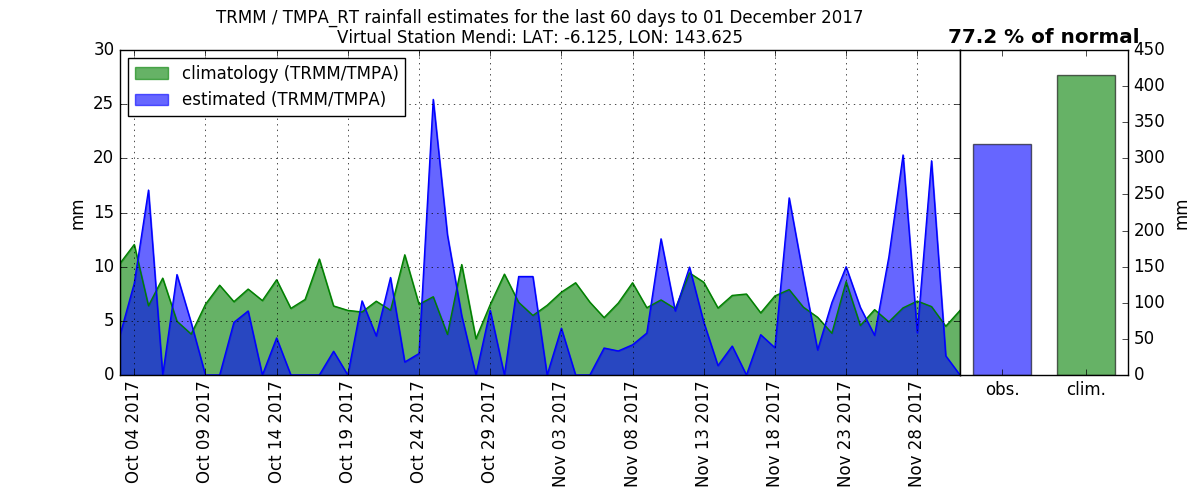 TRMM / TMPA_RT rainfall estimates for the last 60 days to 01 December 2017
Virtual Station Mendi: LAT: -6.125, LON: 143.625
77.2 % of normal
climatology (TRMM/TMPA)
estimated (TRMM/TMPA)
mm
30
25
20
15
10
5
0
Oct 04 2017
Oct 09 2017
Oct 14 2017
Oct 19 2017
Oct 24 2017
Oct 29 2017
Nov 03 2017
Nov 08 2017
Nov 13 2017
Nov 18 2017
Nov 23 2017
Nov 28 2017
obs.
clim.
450
400
350
300
250
200
150
100
50
0
mm